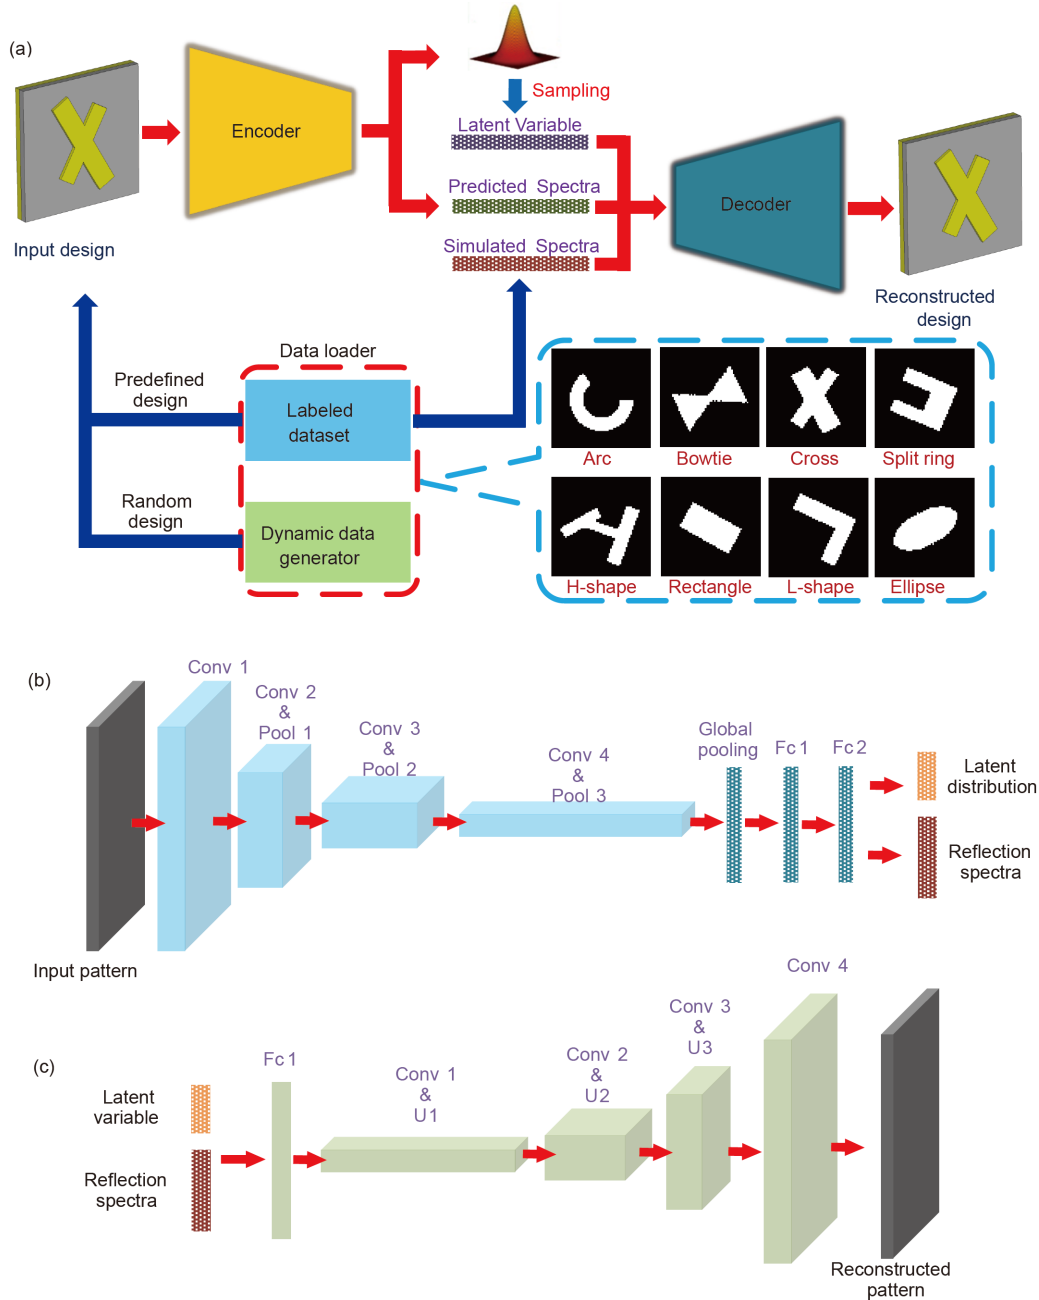 (a)
Sampling
Encoder
Latent Variable
Predicted Spectra
Simulated Spectra
Decoder
Input design
Reconstructed
design
Data loader
Predefined
design
Labeled
dataset
Random
design
Dynamic data
generator
Arc
Bowtie
Cross
Split ring
H-shape
Rectangle
L-shape
Ellipse
(b)
Conv 1
Conv 2
&
Pool 1
Conv 3
&
Pool 2
Conv 4
&
Pool 3
Global
pooling
Fc 1
Fc 2
Latent
distribution
Reflection
spectra
Input pattern
(c)
Latent
variable
Reflection
spectra
Fc 1
Conv 1
&
U1
Conv 2
&
U2
Conv 3
&
U3
Conv 4
Reconstructed
pattern